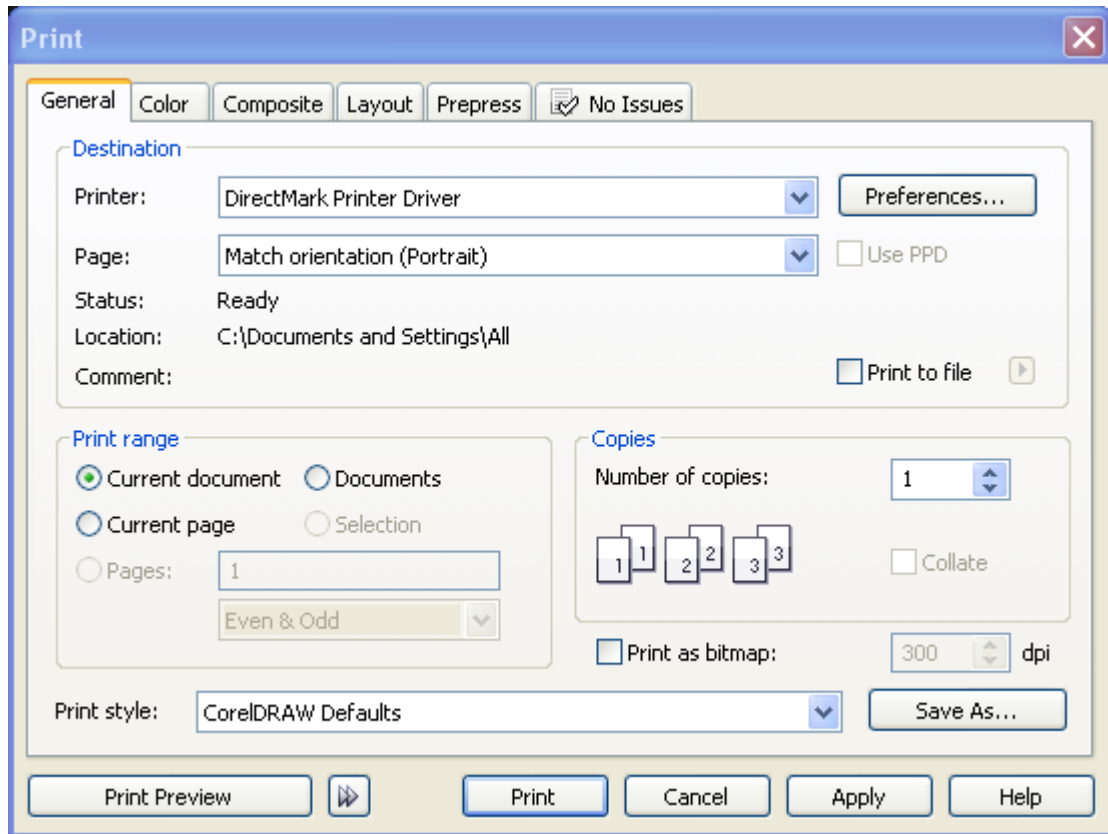 Print
General Color Composite Layout Prepress No Issues
Destination
Printer: DirectMark Printer Driver Preferences...
Page: Match orientation (Portrait) Use PPD
Status: Ready
Location: C:\Documents and Settings\All
Comment: Print to file
Print range
Current document Documents
Current page Selection
Pages: 1
Even & Odd
Copies
Number of copies: 1
1 1 2 2 3 3
Collate
Print as bitmap: 300 dpi
Print style: CorelDRAW Defaults Save As...
Print Preview Print Cancel Apply Help